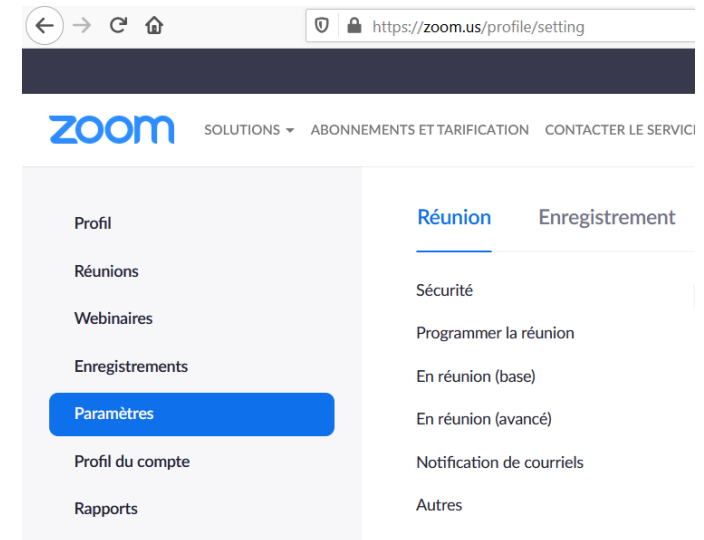 https://zoom.us/profile/setting
zoom SOLUTIONS ABONNEMENTS ET TARIFICATION CONTACTER LE SERVIC
Profil
Réunions
Webinaires
Enregistrements
Paramètres
Profil du compte
Rapports
Réunion Enregistrement
Sécurité
Programmer la réunion
En réunion (base)
En réunion (avancé)
Notification de courriels
Autres